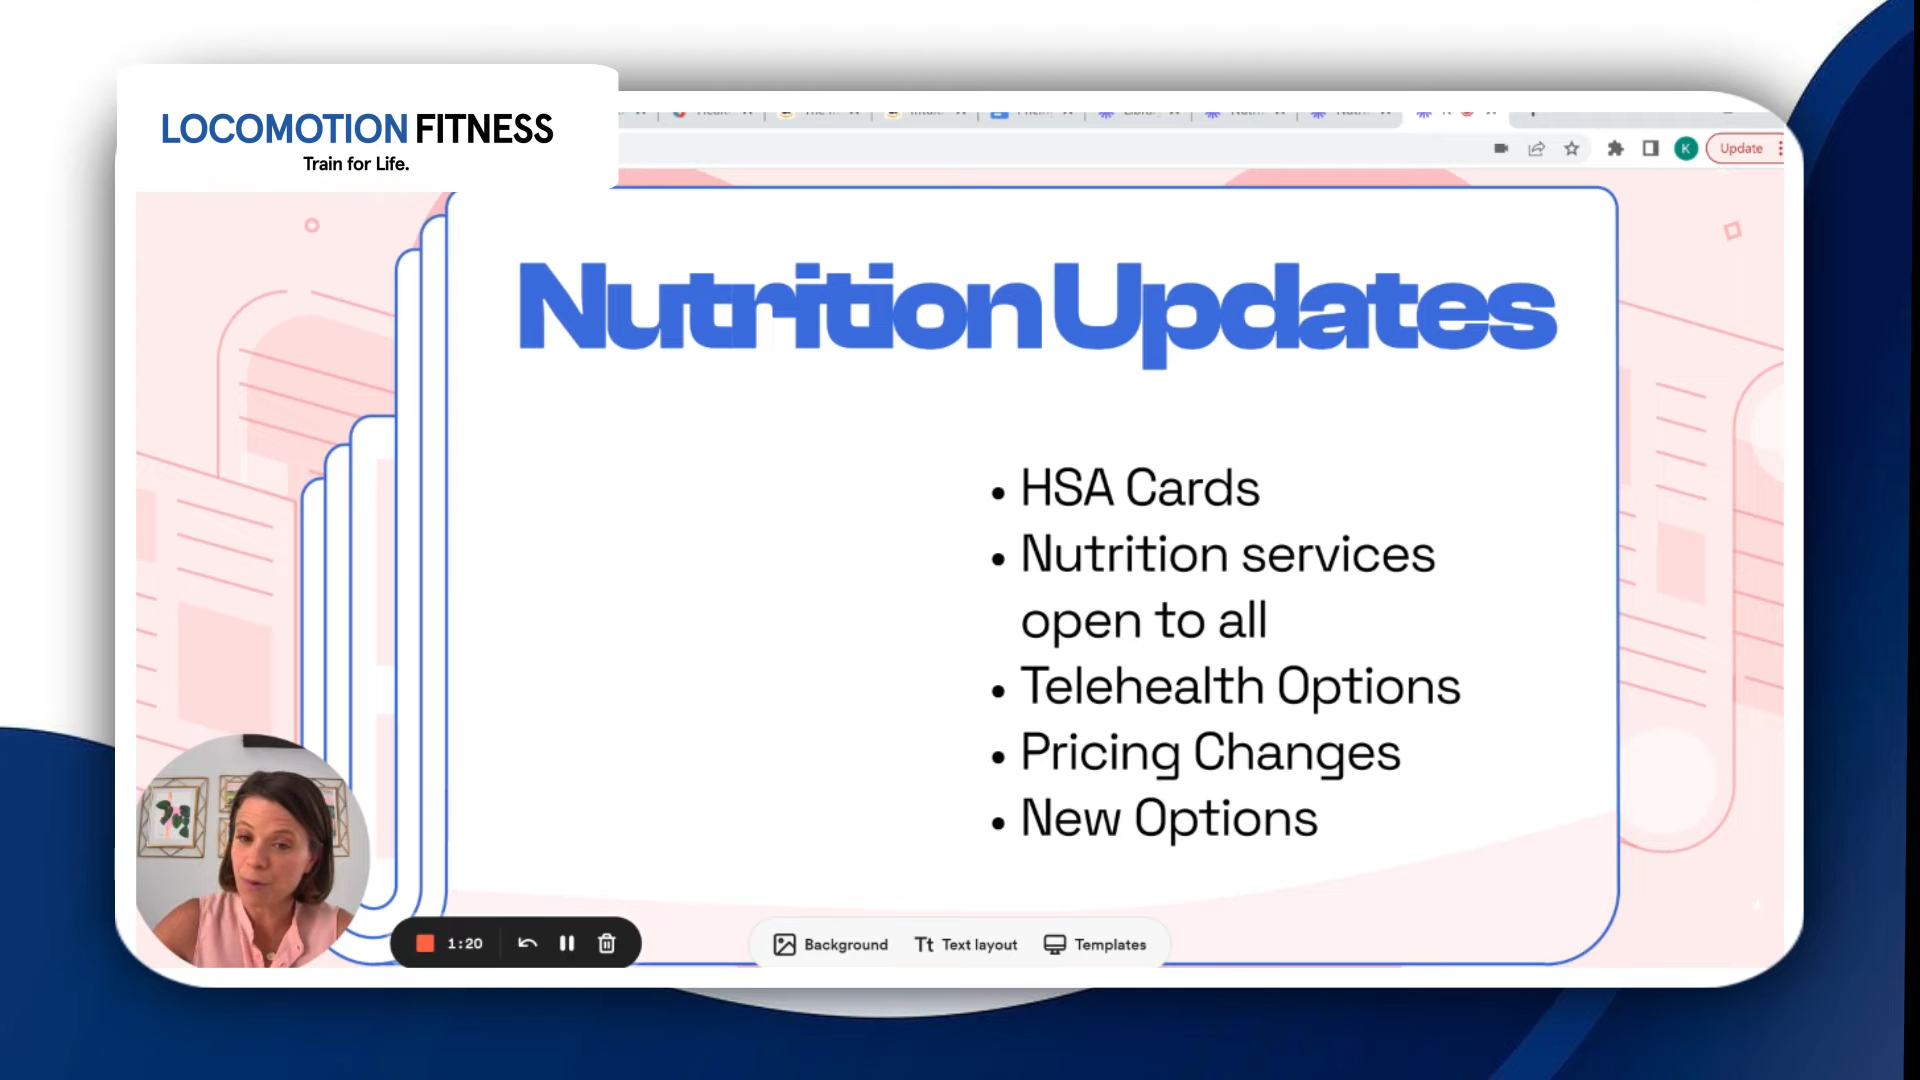 LOCOMOTION FITNESS
Train for Life.
K
Update
Nutrition Updates
• HSA Cards
• Nutrition services
open to all
• Telehealth Options
• Pricing Changes
• New Options
1:20
Background
Tt Text layout
Templates